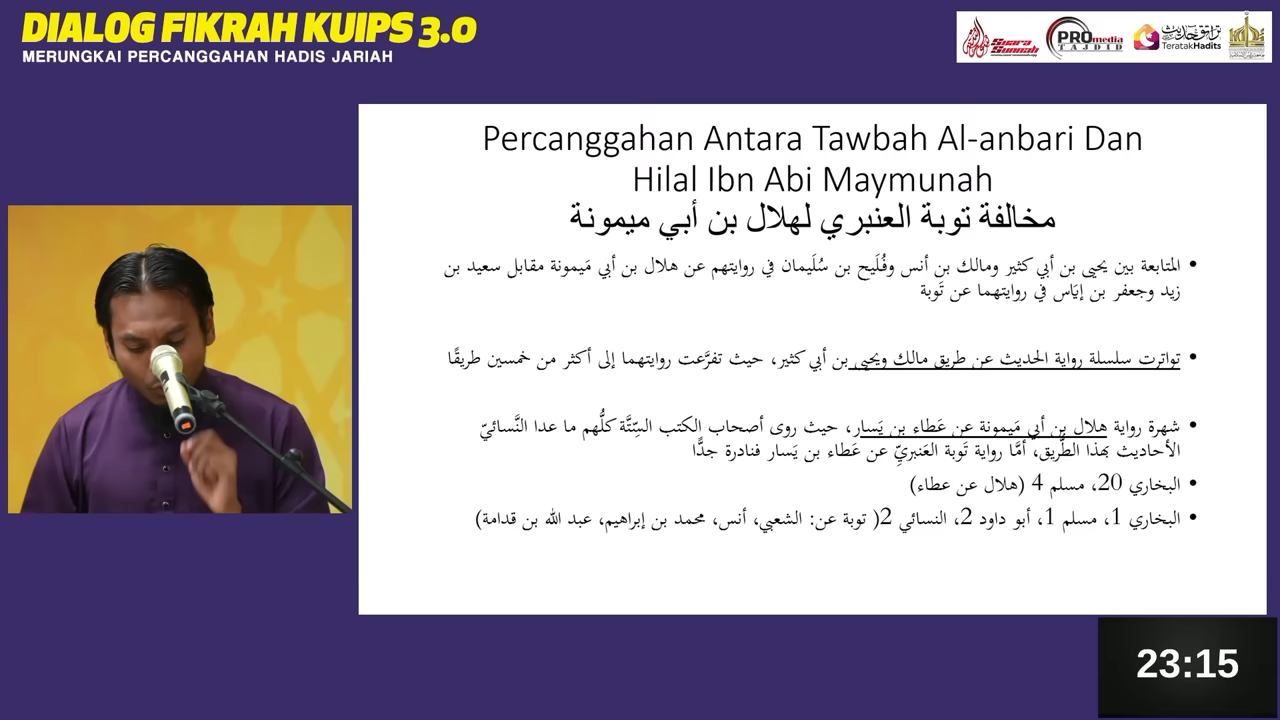 DIALOG FIKRAH KUIPS 3.0
MERUNGKAI PERCANGGAHAN HADIS JARIAH
Suara Sunnah
PROmedia
TAJDID
TeratakHadits
Percanggahan Antara Tawbah Al-anbari Dan
Hilal Ibn Abi Maymunah
مخالفة توبة العنبري لهلال بن أبي ميمونة
• المتابعة بين يحيى بن أبي كثير ومالك بن أنس وفُلَيح بن سُلَيمان في روايتهم عن هلال بن أبي مَيمونة مقابل سعيد بن
زيد وجعفر بن إيَاس في روايتهما عن تَوبة
• تواترت سلسلة رواية الحديث عن طريق مالك ويحيى بن أبي كثير، حيث تفرَّعت روايتهما إلى أكثر من خمسين طريقًا
• شهرة رواية هلال بن أبي مَيمونة عن عَطاء بن يَسار، حيث روى أصحاب الكتب السِّتَّة كلُّهم ما عدا النَّسائيّ
الأحاديث بهذا الطَّريق، أمَّا رواية تَوبة العَنبريِّ عن عَطاء بن يَسار فنادرة جدًّا
• البخاري 20، مسلم 4 (هلال عن عطاء)
• البخاري 1، مسلم 1، أبو داود 2، النسائي 2( توبة عن: الشعبي، أنس، محمد بن إبراهيم، عبد الله بن قدامة)
23:15